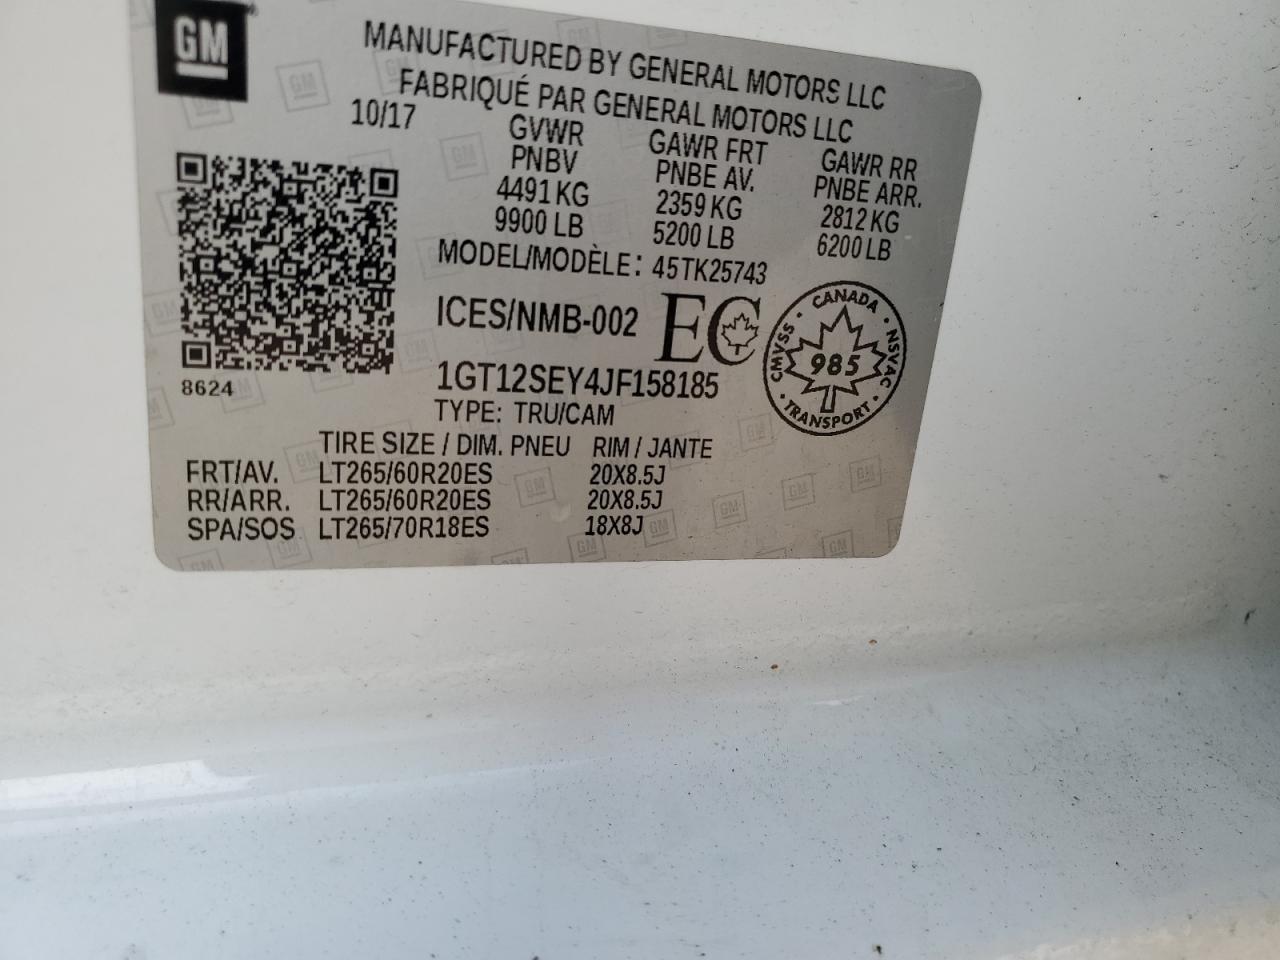 GM
MANUFACTURED BY GENERAL MOTORS LLC
FABRIQUÉ PAR GENERAL MOTORS LLC
10/17
GVWR GAWR FRT GAWR RR
PNBV PNBE AV. PNBE ARR.
4491 KG 2359 KG 2812 KG
9900 LB 5200 LB 6200 LB
MODEL/MODÈLE: 45TK25743
ICES/NMB-002 EC
CANADA
CMVSS 985 NSVAC
TRANSPORT
8624
1GT12SEY4JF158185
TYPE: TRU/CAM
TIRE SIZE / DIM. PNEU RIM / JANTE
FRT/AV. LT265/60R20ES 20X8.5J
RR/ARR. LT265/60R20ES 20X8.5J
SPA/SOS LT265/70R18ES 18X8J